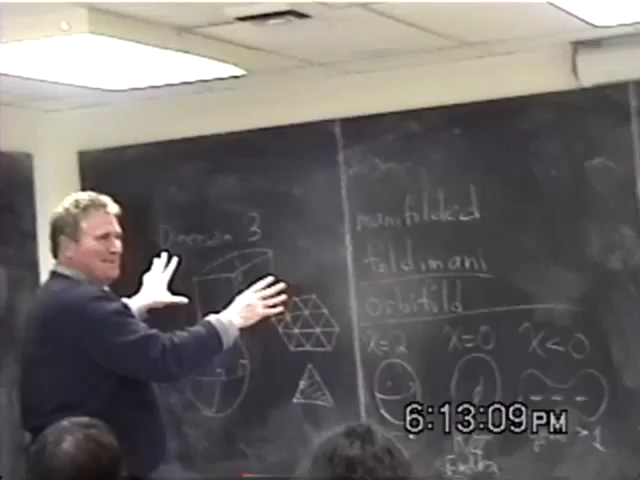 Dimension 3
manifolded
foldimani
orbifold
χ=2 χ=0 χ<0
6:13:09PM